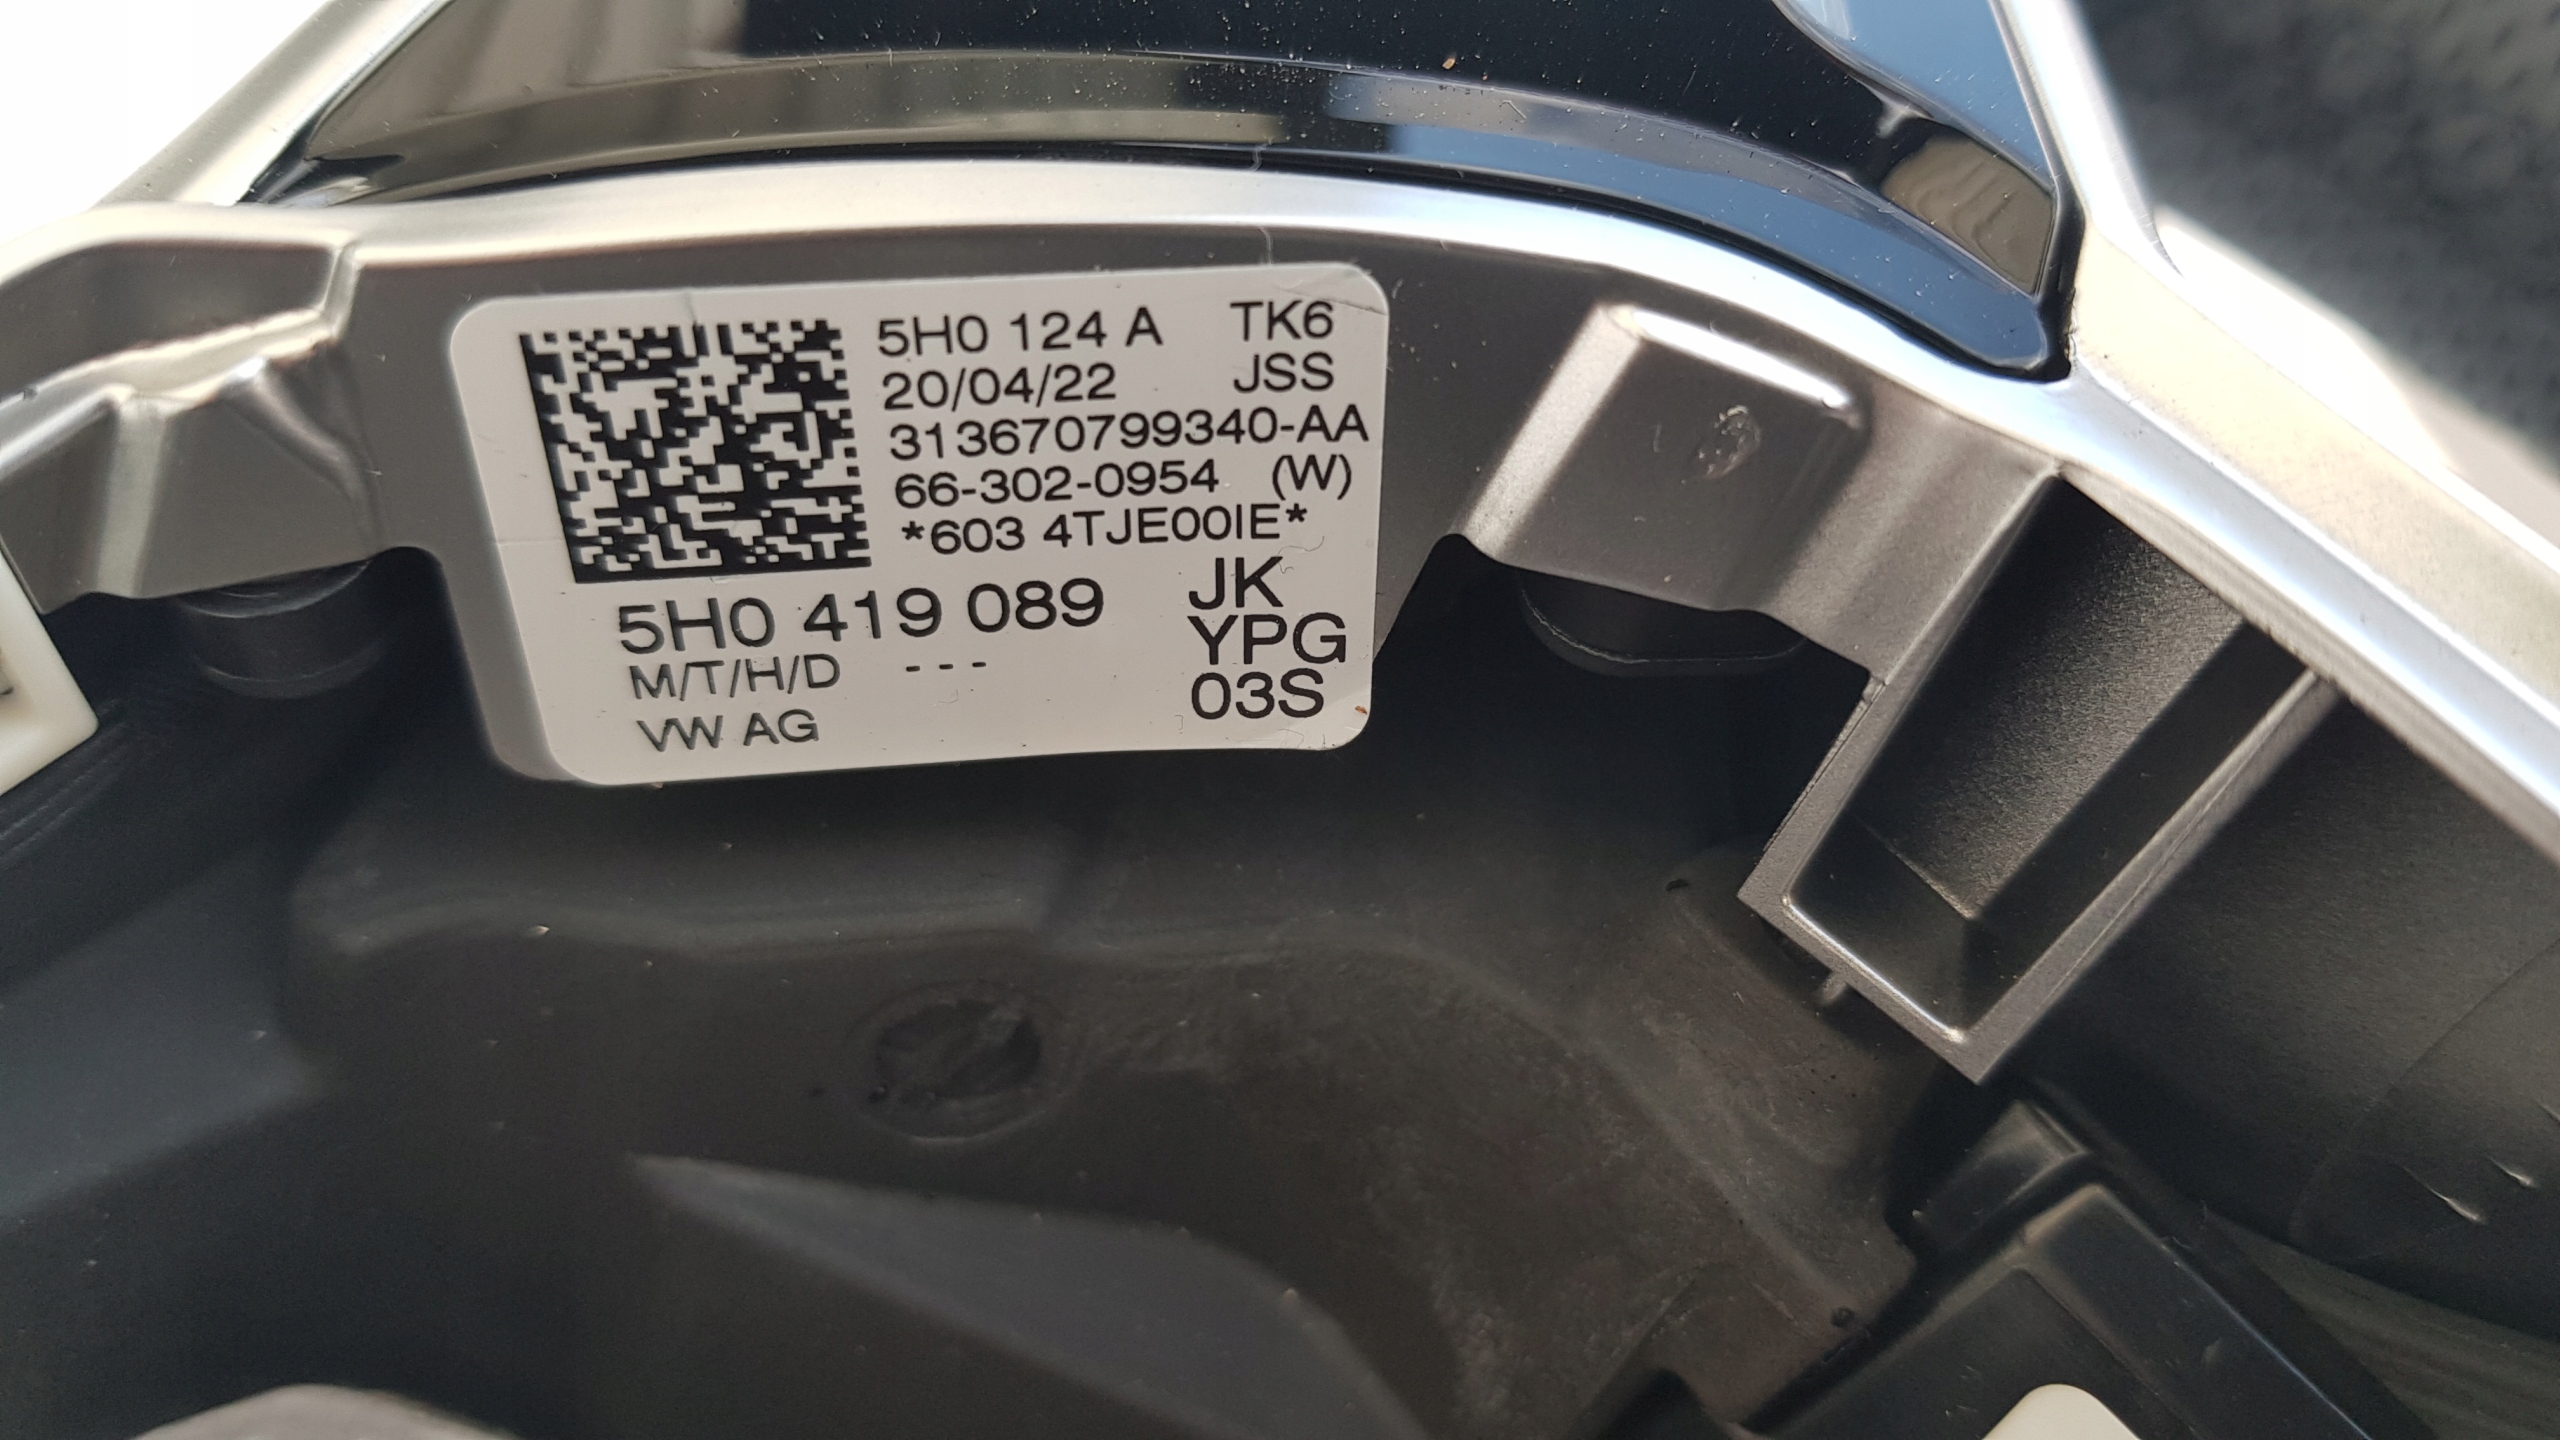 5H0 124 A TK6
20/04/22 JSS
313670799340-AA
66-302-0954 (W)
*603 4TJE00IE*
5H0 419 089 JK
M/T/H/D --- YPG
VW AG 03S